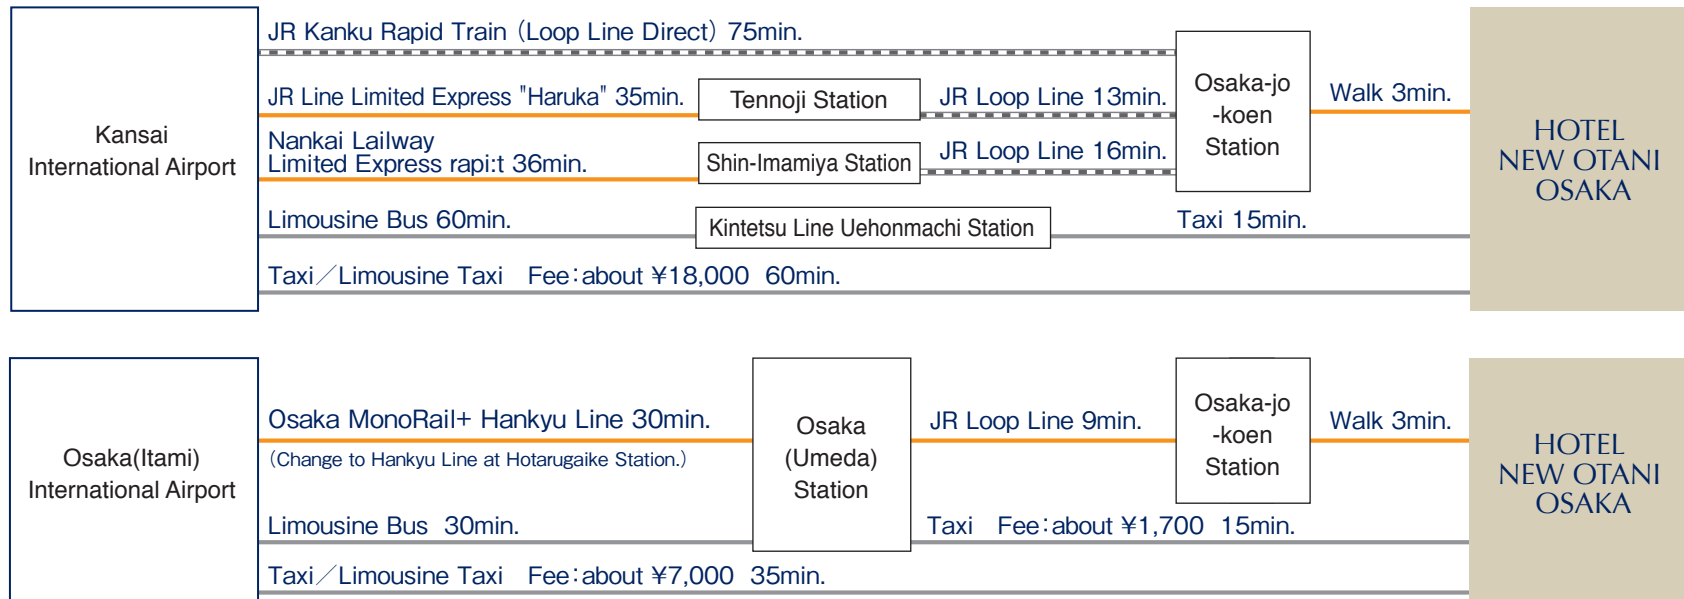 JR Kanku Rapid Train (Loop Line Direct) 75min.
Kansai
International Airport
JR Line Limited Express "Haruka" 35min.
Tennoji Station
JR Loop Line 13min.
Osaka-jo
-koen
Station
Walk 3min.
HOTEL
NEW OTANI
OSAKA
Nankai Lailway
Limited Express rapi:t 36min.
Shin-Imamiya Station
JR Loop Line 16min.
Limousine Bus 60min.
Kintetsu Line Uehonmachi Station
Taxi 15min.
Taxi／Limousine Taxi Fee:about ¥18,000 60min.
Osaka(Itami)
International Airport
Osaka MonoRail+ Hankyu Line 30min.
(Change to Hankyu Line at Hotarugaike Station.)
Osaka
(Umeda)
Station
JR Loop Line 9min.
Osaka-jo
-koen
Station
Walk 3min.
HOTEL
NEW OTANI
OSAKA
Limousine Bus 30min.
Taxi Fee:about ¥1,700 15min.
Taxi／Limousine Taxi Fee:about ¥7,000 35min.